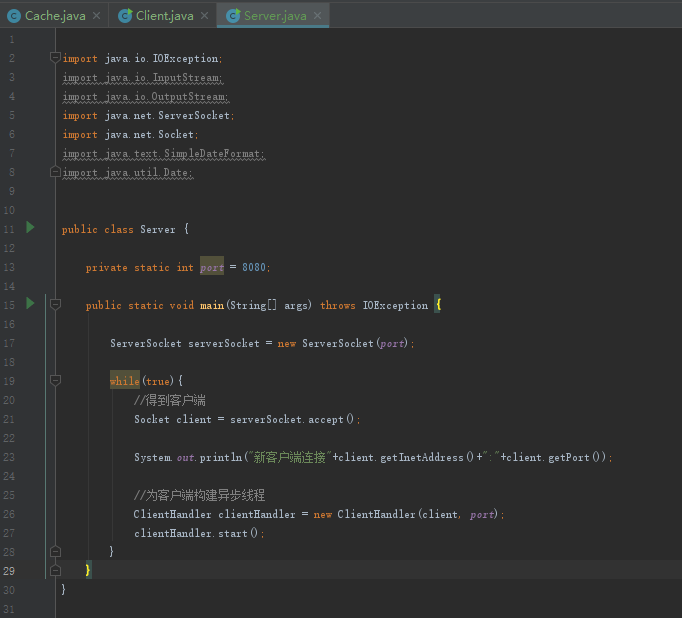 Cache.java × Client.java × Server.java ×
1
2 import java.io.IOException;
3 import java.io.InputStream;
4 import java.io.OutputStream;
5 import java.net.ServerSocket;
6 import java.net.Socket;
7 import java.text.SimpleDateFormat;
8 import java.util.Date;
9
10
11 public class Server {
12
13 private static int port = 8080;
14
15 public static void main(String[] args) throws IOException {
16
17 ServerSocket serverSocket = new ServerSocket(port);
18
19 while(true){
20 //得到客户端
21 Socket client = serverSocket.accept();
22
23 System.out.println("新客户端连接"+client.getInetAddress()+":"+client.getPort());
24
25 //为客户端构建异步线程
26 ClientHandler clientHandler = new ClientHandler(client, port);
27 clientHandler.start();
28 }
29 }
30 }
31